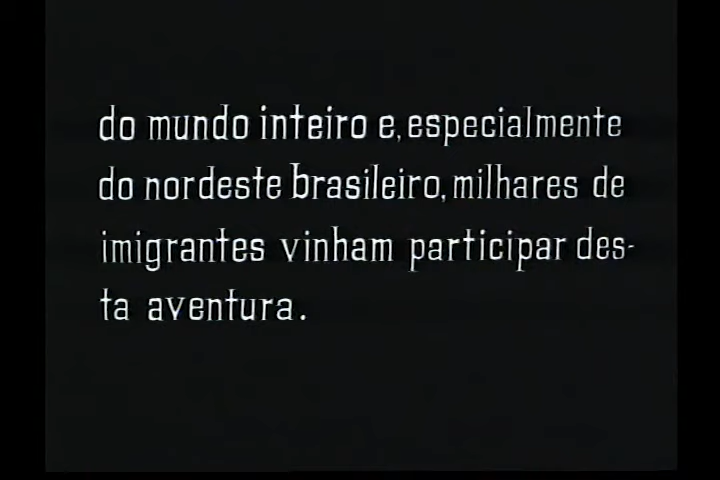 do mundo inteiro e, especialmente
do nordeste brasileiro, milhares de
imigrantes vinham participar des-
ta aventura.